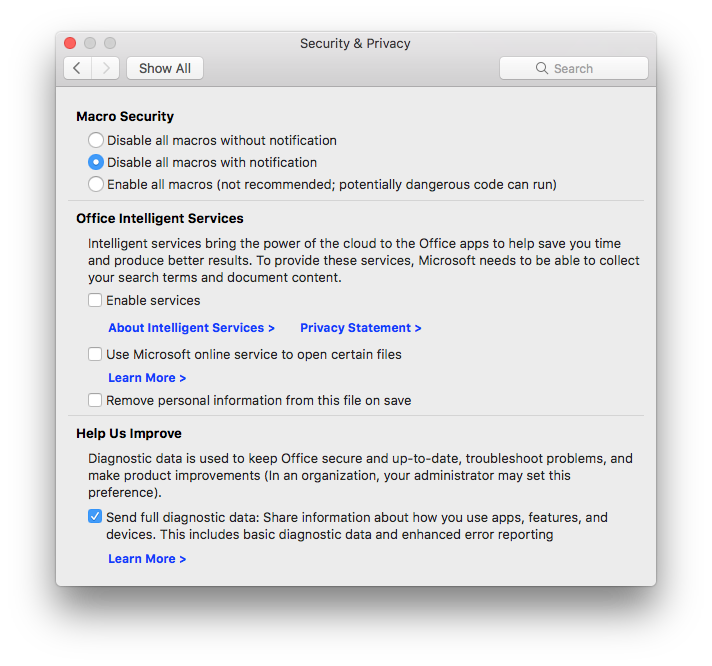 Security & Privacy
Show All
Search
Macro Security
Disable all macros without notification
Disable all macros with notification
Enable all macros (not recommended; potentially dangerous code can run)
Office Intelligent Services
Intelligent services bring the power of the cloud to the Office apps to help save you time
and produce better results. To provide these services, Microsoft needs to be able to collect
your search terms and document content.
Enable services
About Intelligent Services > Privacy Statement >
Use Microsoft online service to open certain files
Learn More >
Remove personal information from this file on save
Help Us Improve
Diagnostic data is used to keep Office secure and up-to-date, troubleshoot problems, and
make product improvements (In an organization, your administrator may set this
preference).
Send full diagnostic data: Share information about how you use apps, features, and
devices. This includes basic diagnostic data and enhanced error reporting
Learn More >